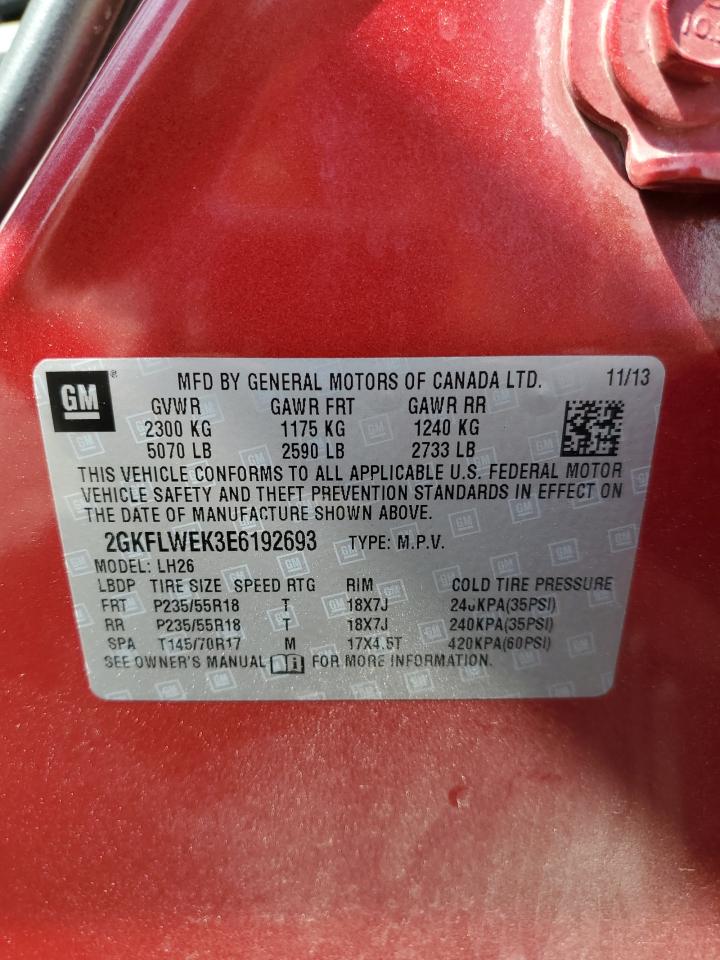 GM
MFD BY GENERAL MOTORS OF CANADA LTD. 11/13
GVWR GAWR FRT GAWR RR
2300 KG 1175 KG 1240 KG
5070 LB 2590 LB 2733 LB
THIS VEHICLE CONFORMS TO ALL APPLICABLE U.S. FEDERAL MOTOR
VEHICLE SAFETY AND THEFT PREVENTION STANDARDS IN EFFECT ON
THE DATE OF MANUFACTURE SHOWN ABOVE.
2GKFLWEK3E6192693 TYPE: M.P.V.
MODEL: LH26
LBDP TIRE SIZE SPEED RTG RIM COLD TIRE PRESSURE
FRT P235/55R18 T 18X7J 240KPA(35PSI)
RR P235/55R18 T 18X7J 240KPA(35PSI)
SPA T145/70R17 M 17X4.5T 420KPA(60PSI)
SEE OWNER'S MANUAL FOR MORE INFORMATION.